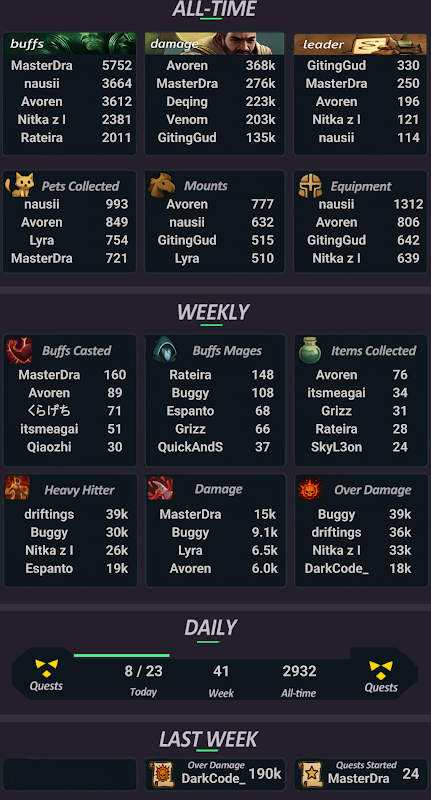 ALL-TIME
buffs damage leader
MasterDra 5752 Avoren 368k GitingGud 330
nausii 3664 MasterDra 276k MasterDra 250
Avoren 3612 Deqing 223k Avoren 196
Nitka z l 2381 Venom 203k Nitka z l 121
Rateira 2011 GitingGud 135k nausii 114
Pets Collected Mounts Equipment
nausii 993 Avoren 777 nausii 1312
Avoren 849 nausii 632 Avoren 806
Lyra 754 GitingGud 515 GitingGud 642
MasterDra 721 Lyra 510 Nitka z l 639
WEEKLY
Buffs Casted Buffs Mages Items Collected
MasterDra 160 Rateira 148 Avoren 76
Avoren 89 Buggy 108 itsmeagai 34
くらげち 71 Espanto 68 Grizz 31
itsmeagai 51 Grizz 66 Rateira 28
Qiaozhi 30 QuickAndS 37 SkyL3on 24
Heavy Hitter Damage Over Damage
driftings 39k MasterDra 15k Buggy 39k
Buggy 30k Buggy 9.1k driftings 36k
Nitka z l 26k Lyra 6.5k Nitka z l 33k
Espanto 19k Avoren 6.0k DarkCode_ 18k
DAILY
8 / 23 41 2932
Quests Today Week All-time Quests
LAST WEEK
Over Damage Quests Started
DarkCode_ 190k MasterDra 24